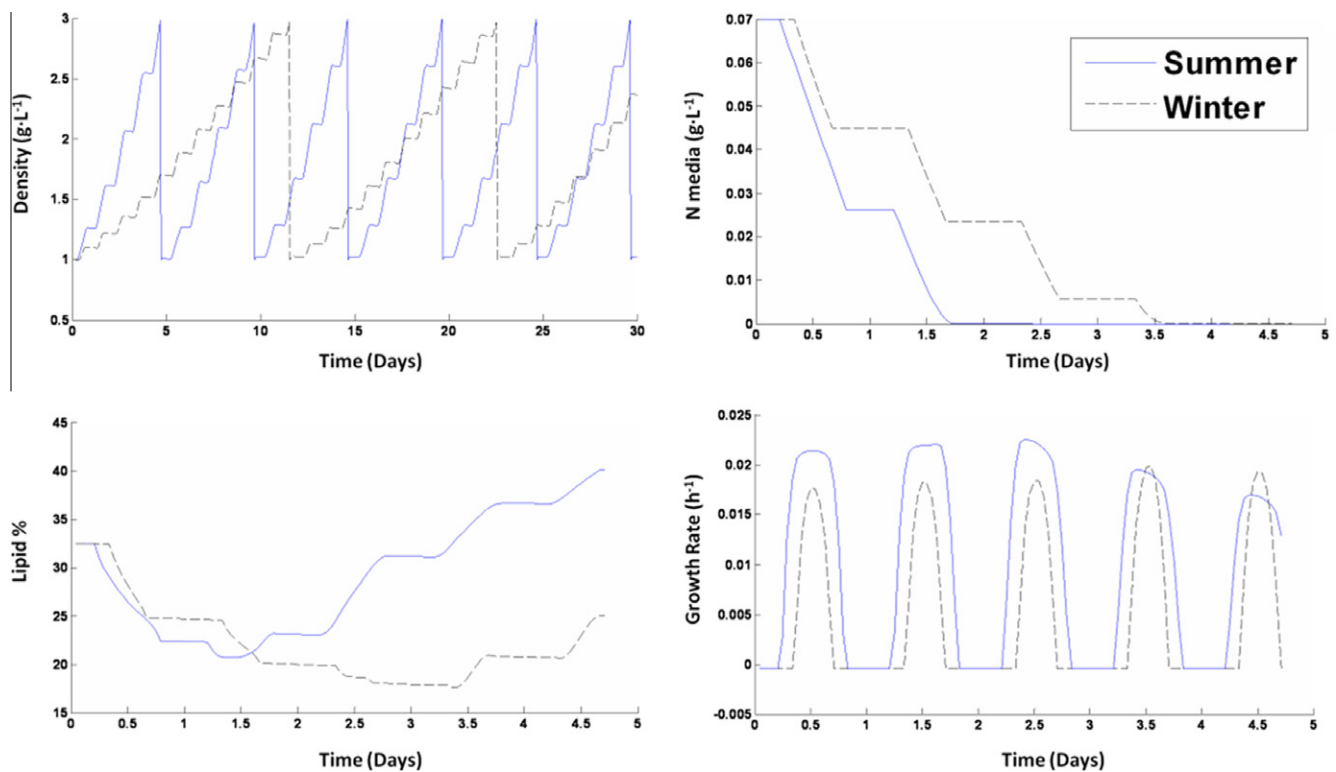 3
2.5
2
1.5
1
0.5
0 5 10 15 20 25 30
Density (g·L-1)
Time (Days)
0.07
0.06
0.05
0.04
0.03
0.02
0.01
0
0 0.5 1 1.5 2 2.5 3 3.5 4 4.5 5
N media (g·L-1)
Time (Days)
Summer
Winter
45
40
35
30
25
20
15
0 0.5 1 1.5 2 2.5 3 3.5 4 4.5 5
Lipid %
Time (Days)
0.025
0.02
0.015
0.01
0.005
0
-0.005
0 0.5 1 1.5 2 2.5 3 3.5 4 4.5 5
Growth Rate (h-1)
Time (Days)